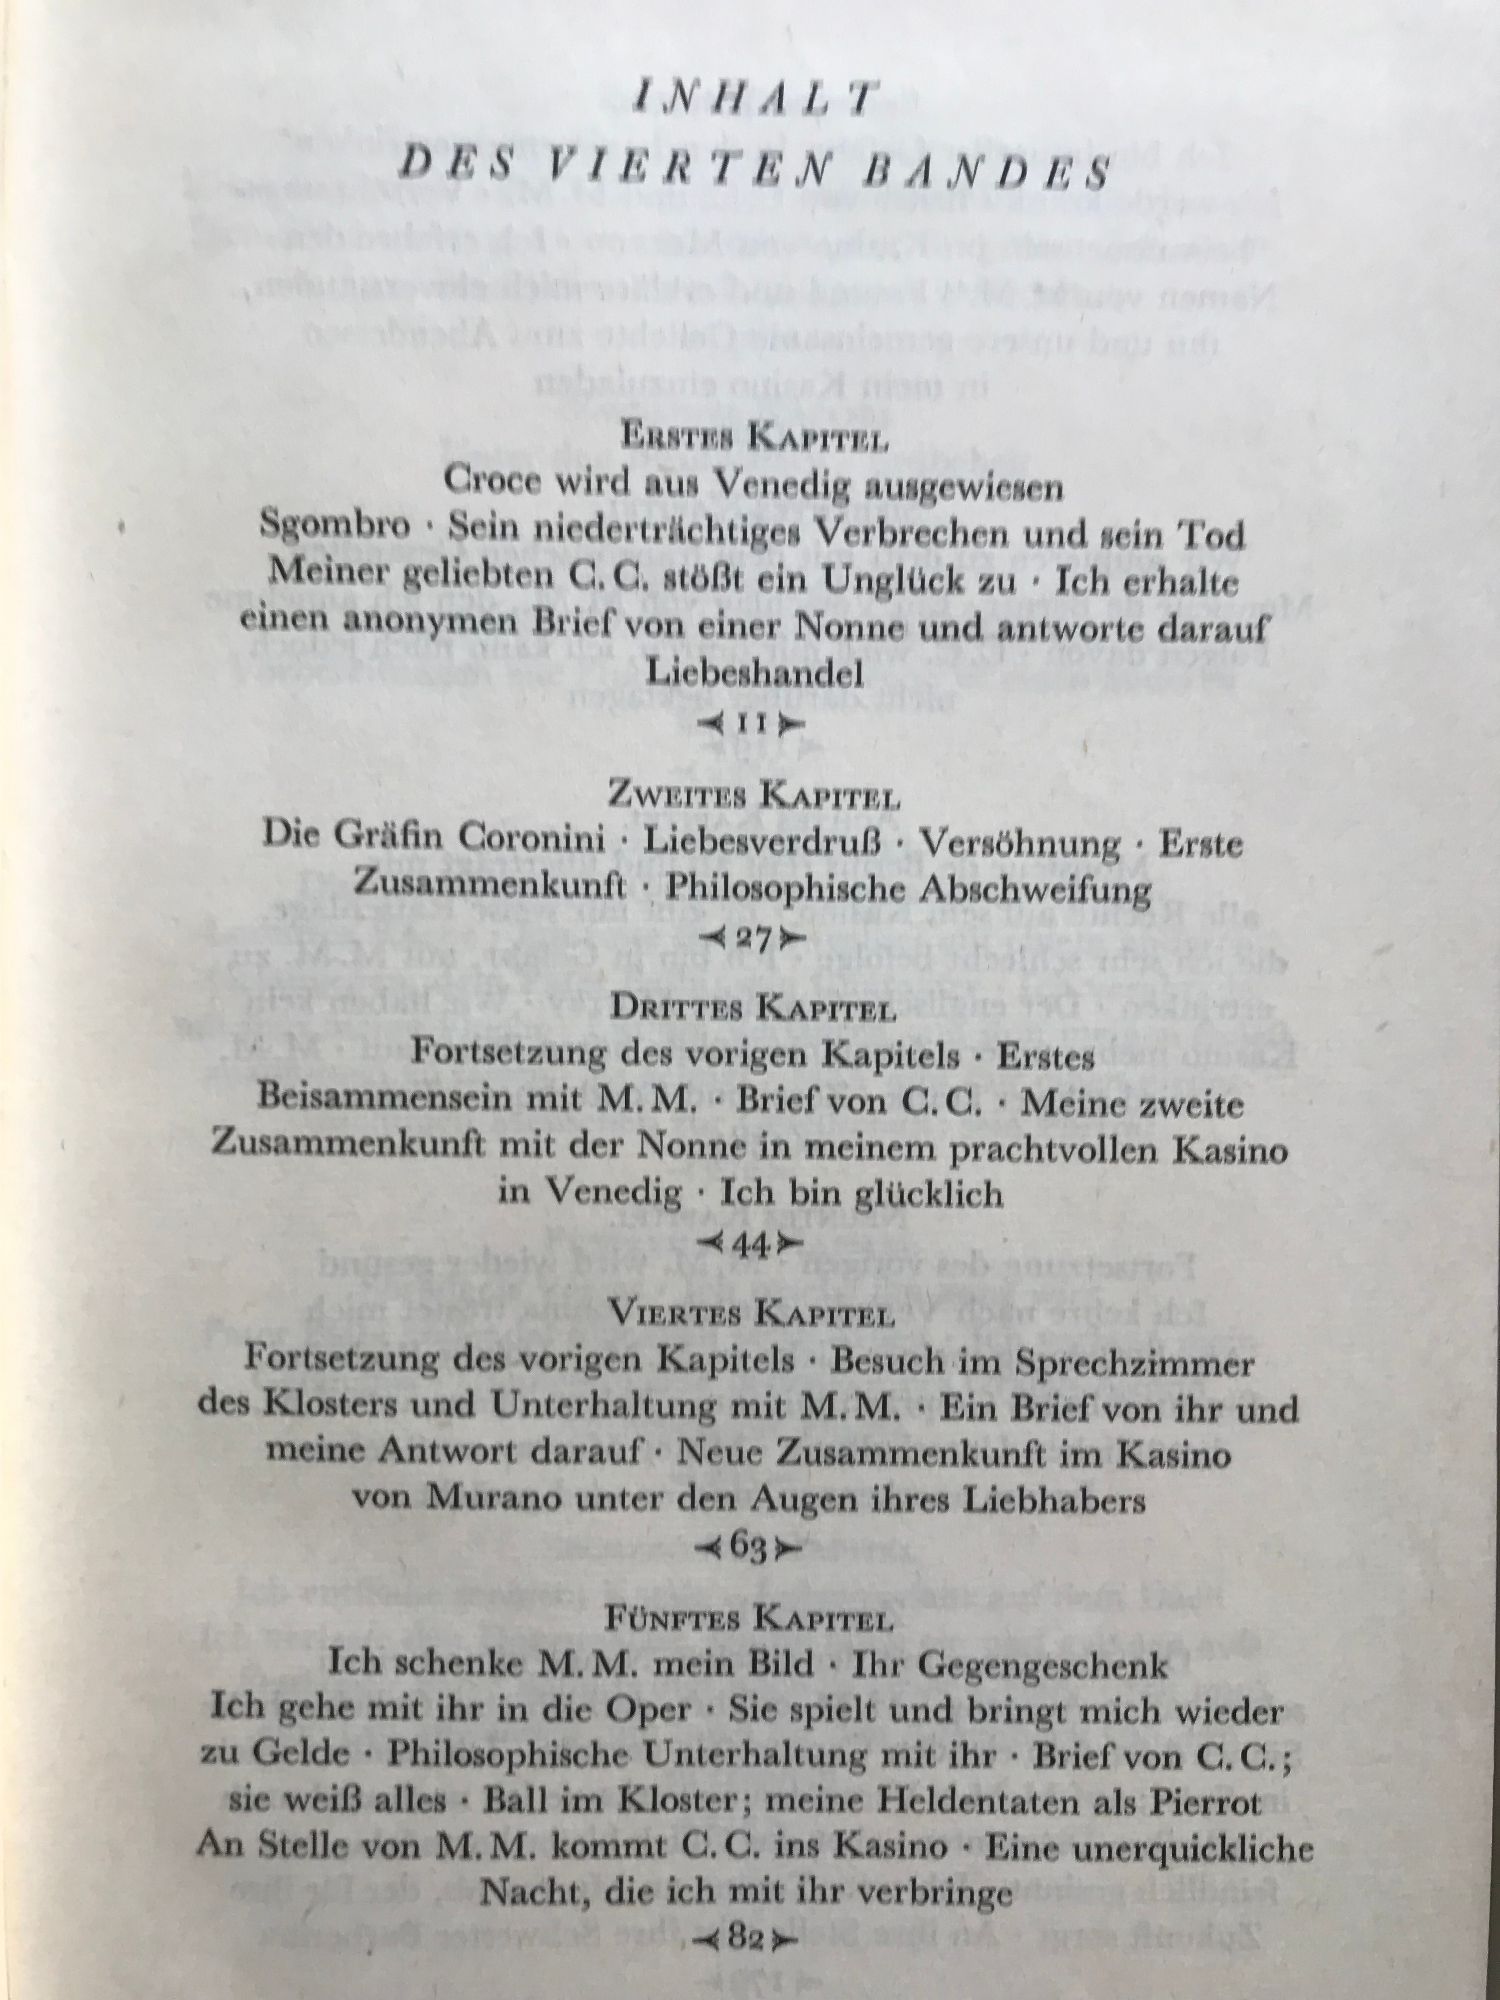 INHALT
DES VIERTEN BANDES
ERSTES KAPITEL
Croce wird aus Venedig ausgewiesen
Sgombro · Sein niederträchtiges Verbrechen und sein Tod
Meiner geliebten C. C. stößt ein Unglück zu · Ich erhalte
einen anonymen Brief von einer Nonne und antworte darauf
Liebeshandel
11
ZWEITES KAPITEL
Die Gräfin Coronini · Liebesverdruß · Versöhnung · Erste
Zusammenkunft · Philosophische Abschweifung
27
DRITTES KAPITEL
Fortsetzung des vorigen Kapitels · Erstes
Beisammensein mit M. M. · Brief von C. C. · Meine zweite
Zusammenkunft mit der Nonne in meinem prachtvollen Kasino
in Venedig · Ich bin glücklich
44
VIERTES KAPITEL
Fortsetzung des vorigen Kapitels · Besuch im Sprechzimmer
des Klosters und Unterhaltung mit M. M. · Ein Brief von ihr und
meine Antwort darauf · Neue Zusammenkunft im Kasino
von Murano unter den Augen ihres Liebhabers
63
FÜNFTES KAPITEL
Ich schenke M. M. mein Bild · Ihr Gegengeschenk
Ich gehe mit ihr in die Oper · Sie spielt und bringt mich wieder
zu Gelde · Philosophische Unterhaltung mit ihr · Brief von C. C.;
sie weiß alles · Ball im Kloster; meine Heldentaten als Pierrot
An Stelle von M. M. kommt C. C. ins Kasino · Eine unerquickliche
Nacht, die ich mit ihr verbringe
82